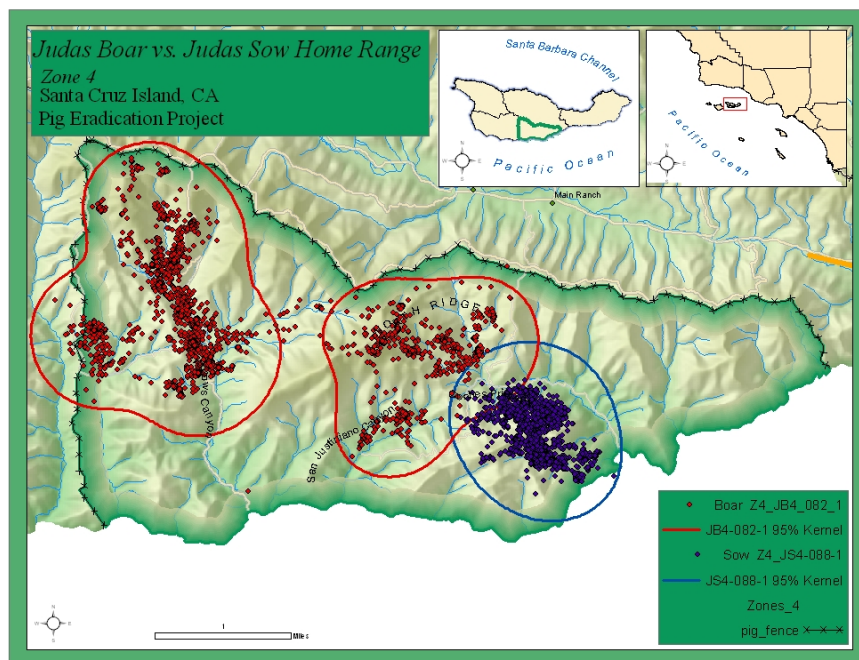 Judas Boar vs. Judas Sow Home Range
Zone 4
Santa Cruz Island, CA
Pig Eradication Project
Santa Barbara Channel
Pacific Ocean
N
W E
S
Pacific Ocean
N
W E
S
Main Ranch
RIDGE
San Justiniano Canyon
Boar Z4_JB4_082_1
JB4-082-1 95% Kernel
Sow Z4_JS4-088-1
JS4-088-1 95% Kernel
Zones_4
pig_fence
N
W E
S
1
Miles